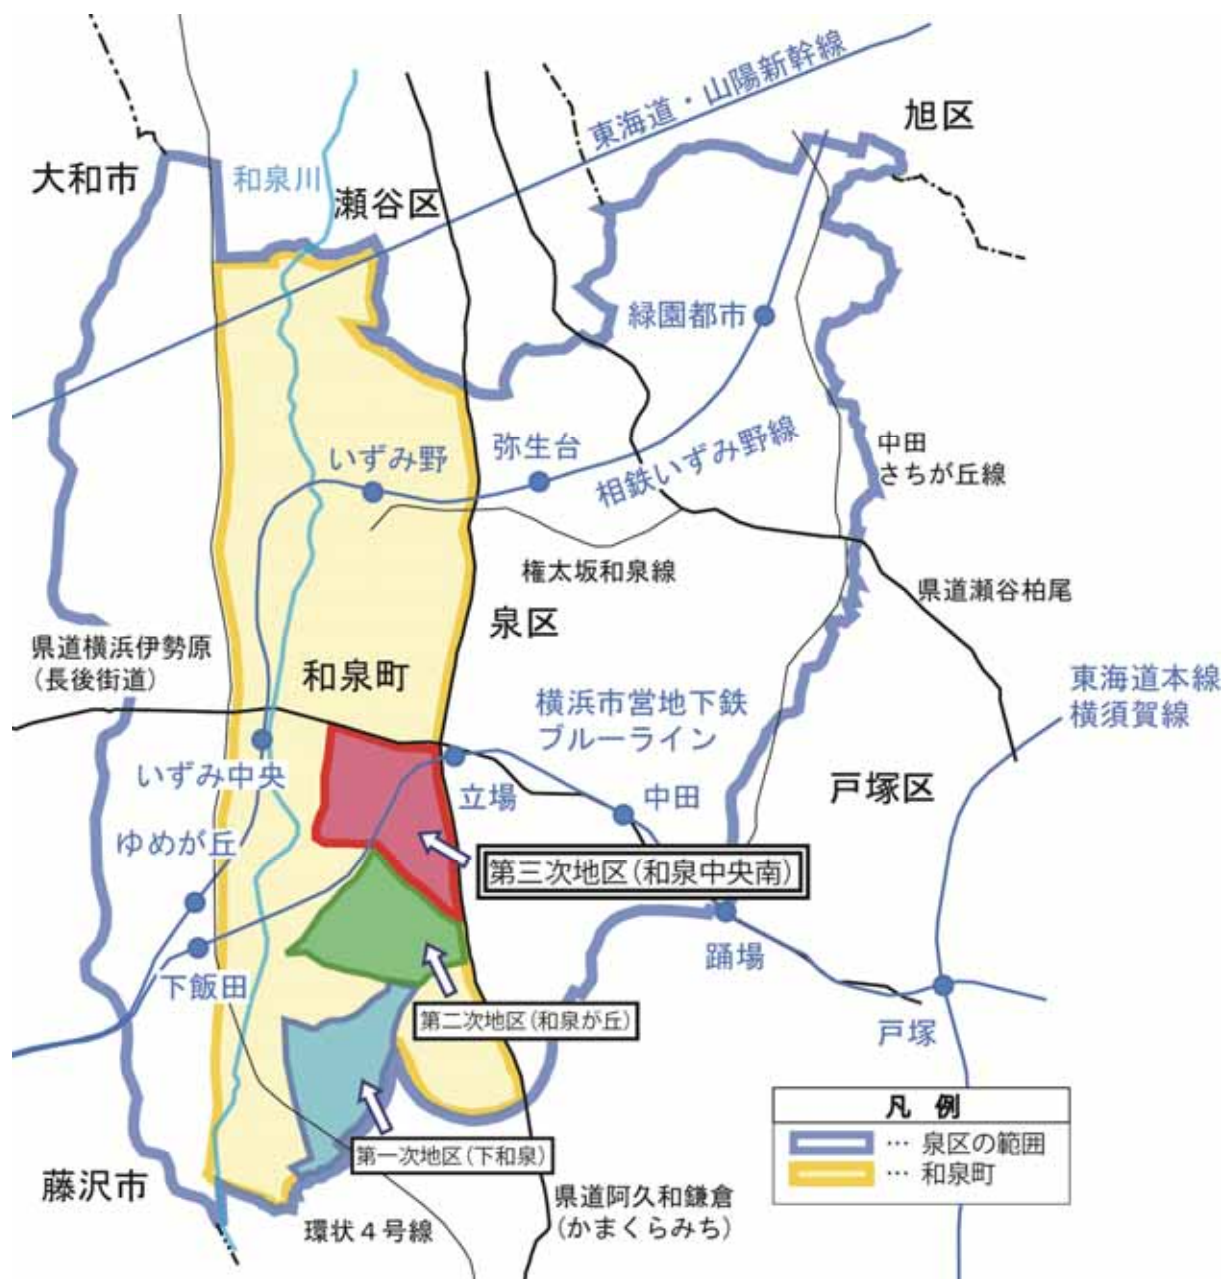 東海道・山陽新幹線
旭区
大和市
和泉川
瀬谷区
緑園都市
いずみ野
弥生台
相鉄いずみ野線
中田
さちが丘線
権太坂和泉線
県道瀬谷柏尾
泉区
県道横浜伊勢原
(長後街道)
和泉町
東海道本線
横須賀線
横浜市営地下鉄
ブルーライン
いずみ中央
立場
中田
戸塚区
ゆめが丘
第三次地区(和泉中央南)
踊場
下飯田
第二次地区(和泉が丘)
戸塚
凡 例
… 泉区の範囲
… 和泉町
第一次地区(下和泉)
藤沢市
県道阿久和鎌倉
(かまくらみち)
環状4号線